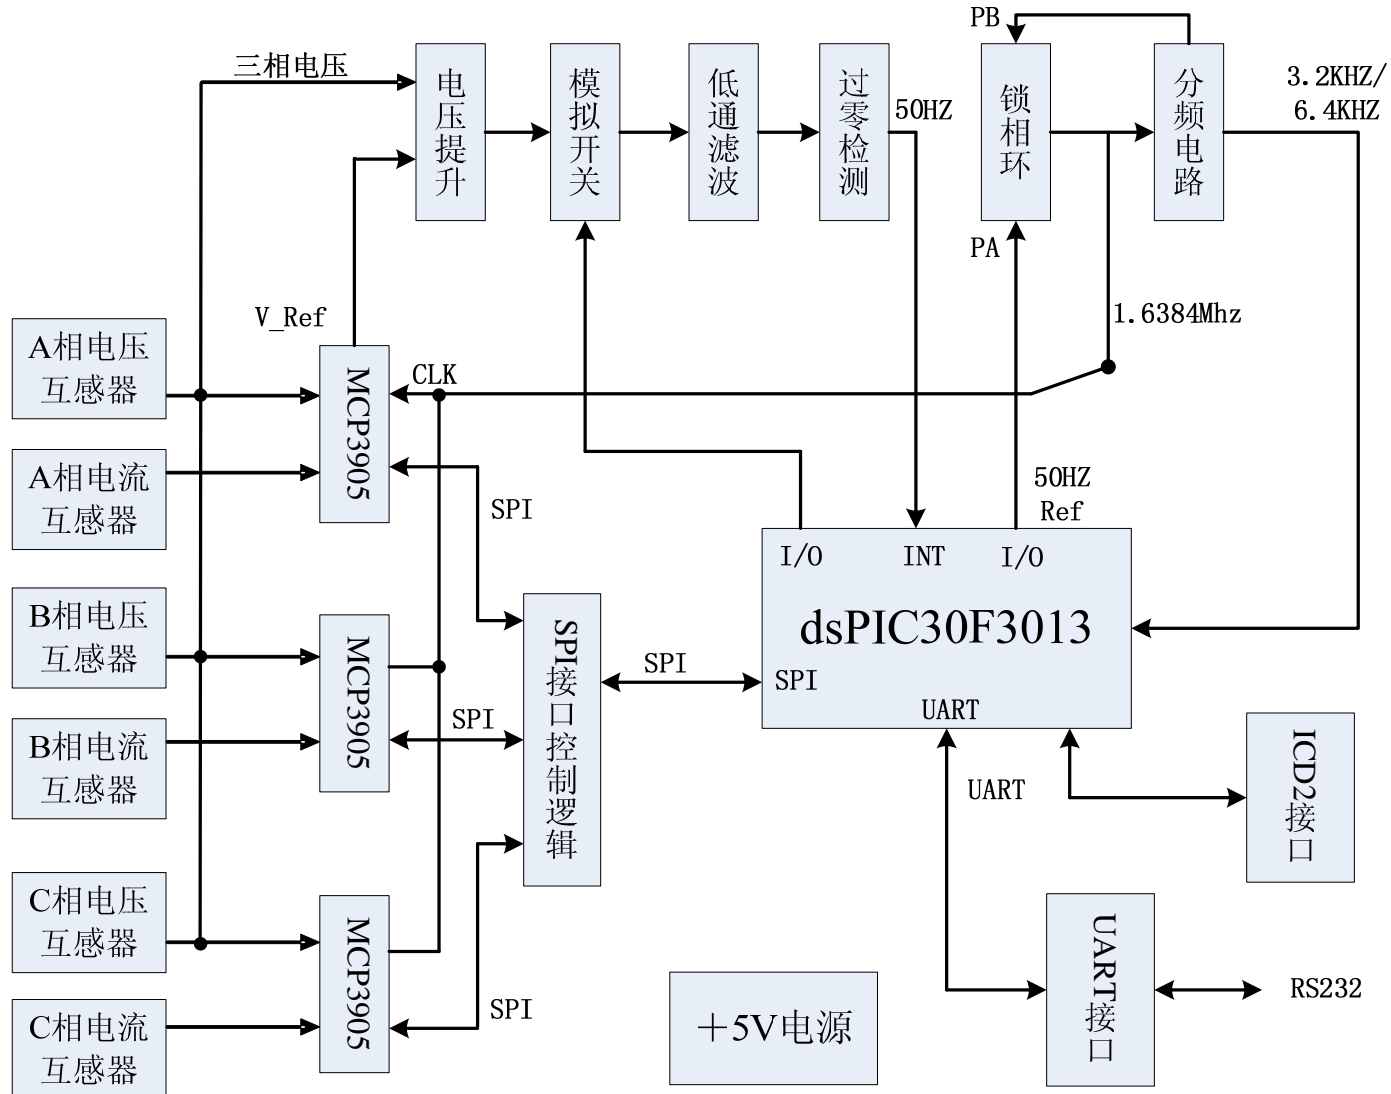 PB
三相电压
电压提升
模拟开关
低通滤波
过零检测
50HZ
锁相环
分频电路
3.2KHZ/
6.4KHZ
PA
V_Ref
1.6384Mhz
A相电压
互感器
MCP3905
CLK
A相电流
互感器
SPI
50HZ
Ref
I/O
INT
I/O
dsPIC30F3013
SPI
UART
B相电压
互感器
MCP3905
SPI
SPI接口控制逻辑
SPI
B相电流
互感器
UART
ICD2接口
C相电压
互感器
MCP3905
SPI
C相电流
互感器
+5V电源
UART接口
RS232